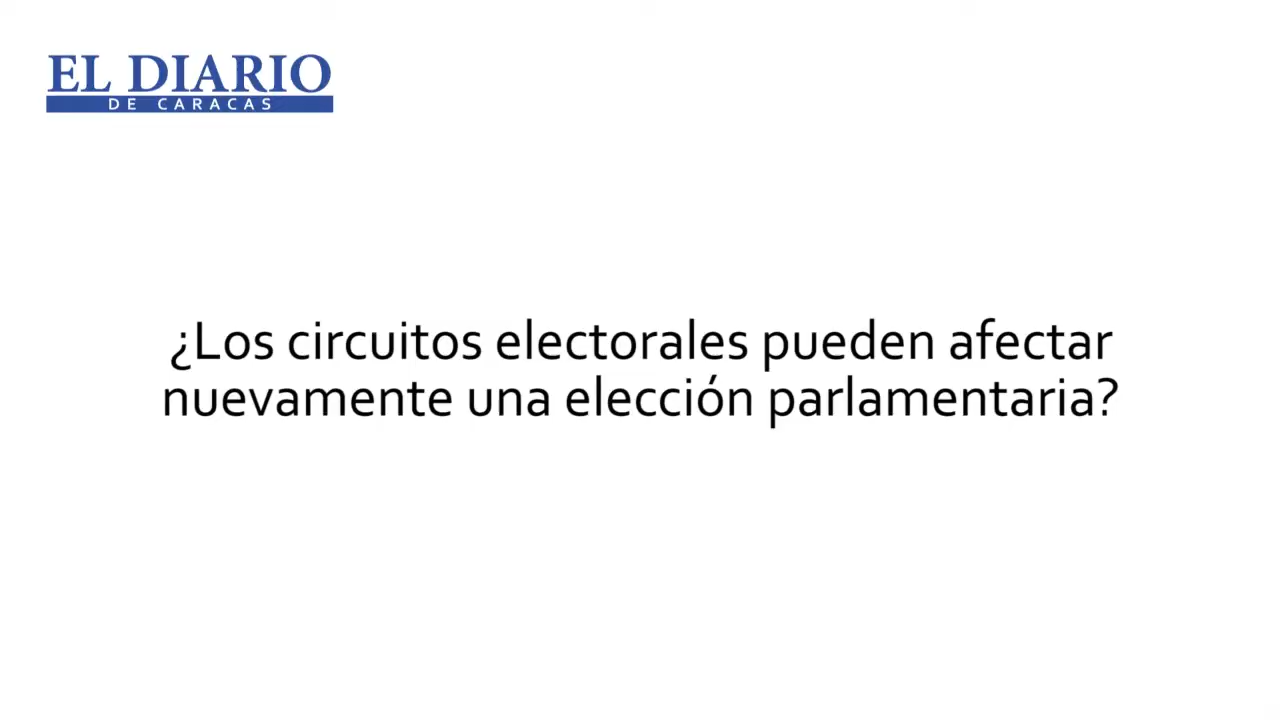 EL DIARIO
DE CARACAS
¿Los circuitos electorales pueden afectar
nuevamente una elección parlamentaria?